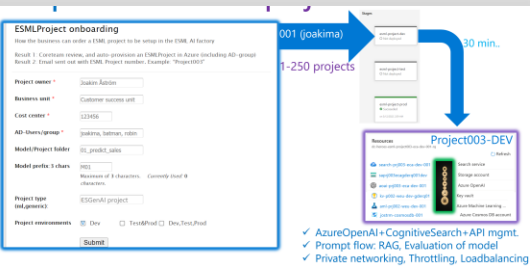 ESMLProject onboarding
How the business can order a ESML project to be setup in the ESML AI factory
Result 1: Coreteam review, and auto-provision an ESMLProject in Azure (including AD-group)
Result 2: Email sent out with ESML Project number. Example: "Project003"
Project owner *
Joakim Åström
Business unit *
Customer success unit
Cost center *
123456
AD-Users/group *
joakima, batman, robin
Model/Project folder
01_predict_sales
Model prefix 3 chars
M01
Maximum of 3 characters. Currently Used: 0 characters.
Project type (ml,generic)
ESGenAI project
Project environments
Dev
Test&Prod
Dev,Test,Prod
Submit
001 (joakima)
1-250 projects
Stages
30 min..
Project003-DEV
Resources
Refresh
Search service
Storage account
Azure OpenAI
Key vault
Azure Machine Learning ...
Azure Cosmos DB account
✓ AzureOpenAI+CognitiveSearch+API mgmt.
✓ Prompt flow: RAG, Evaluation of model
✓ Private networking, Throttling, Loadbalancing